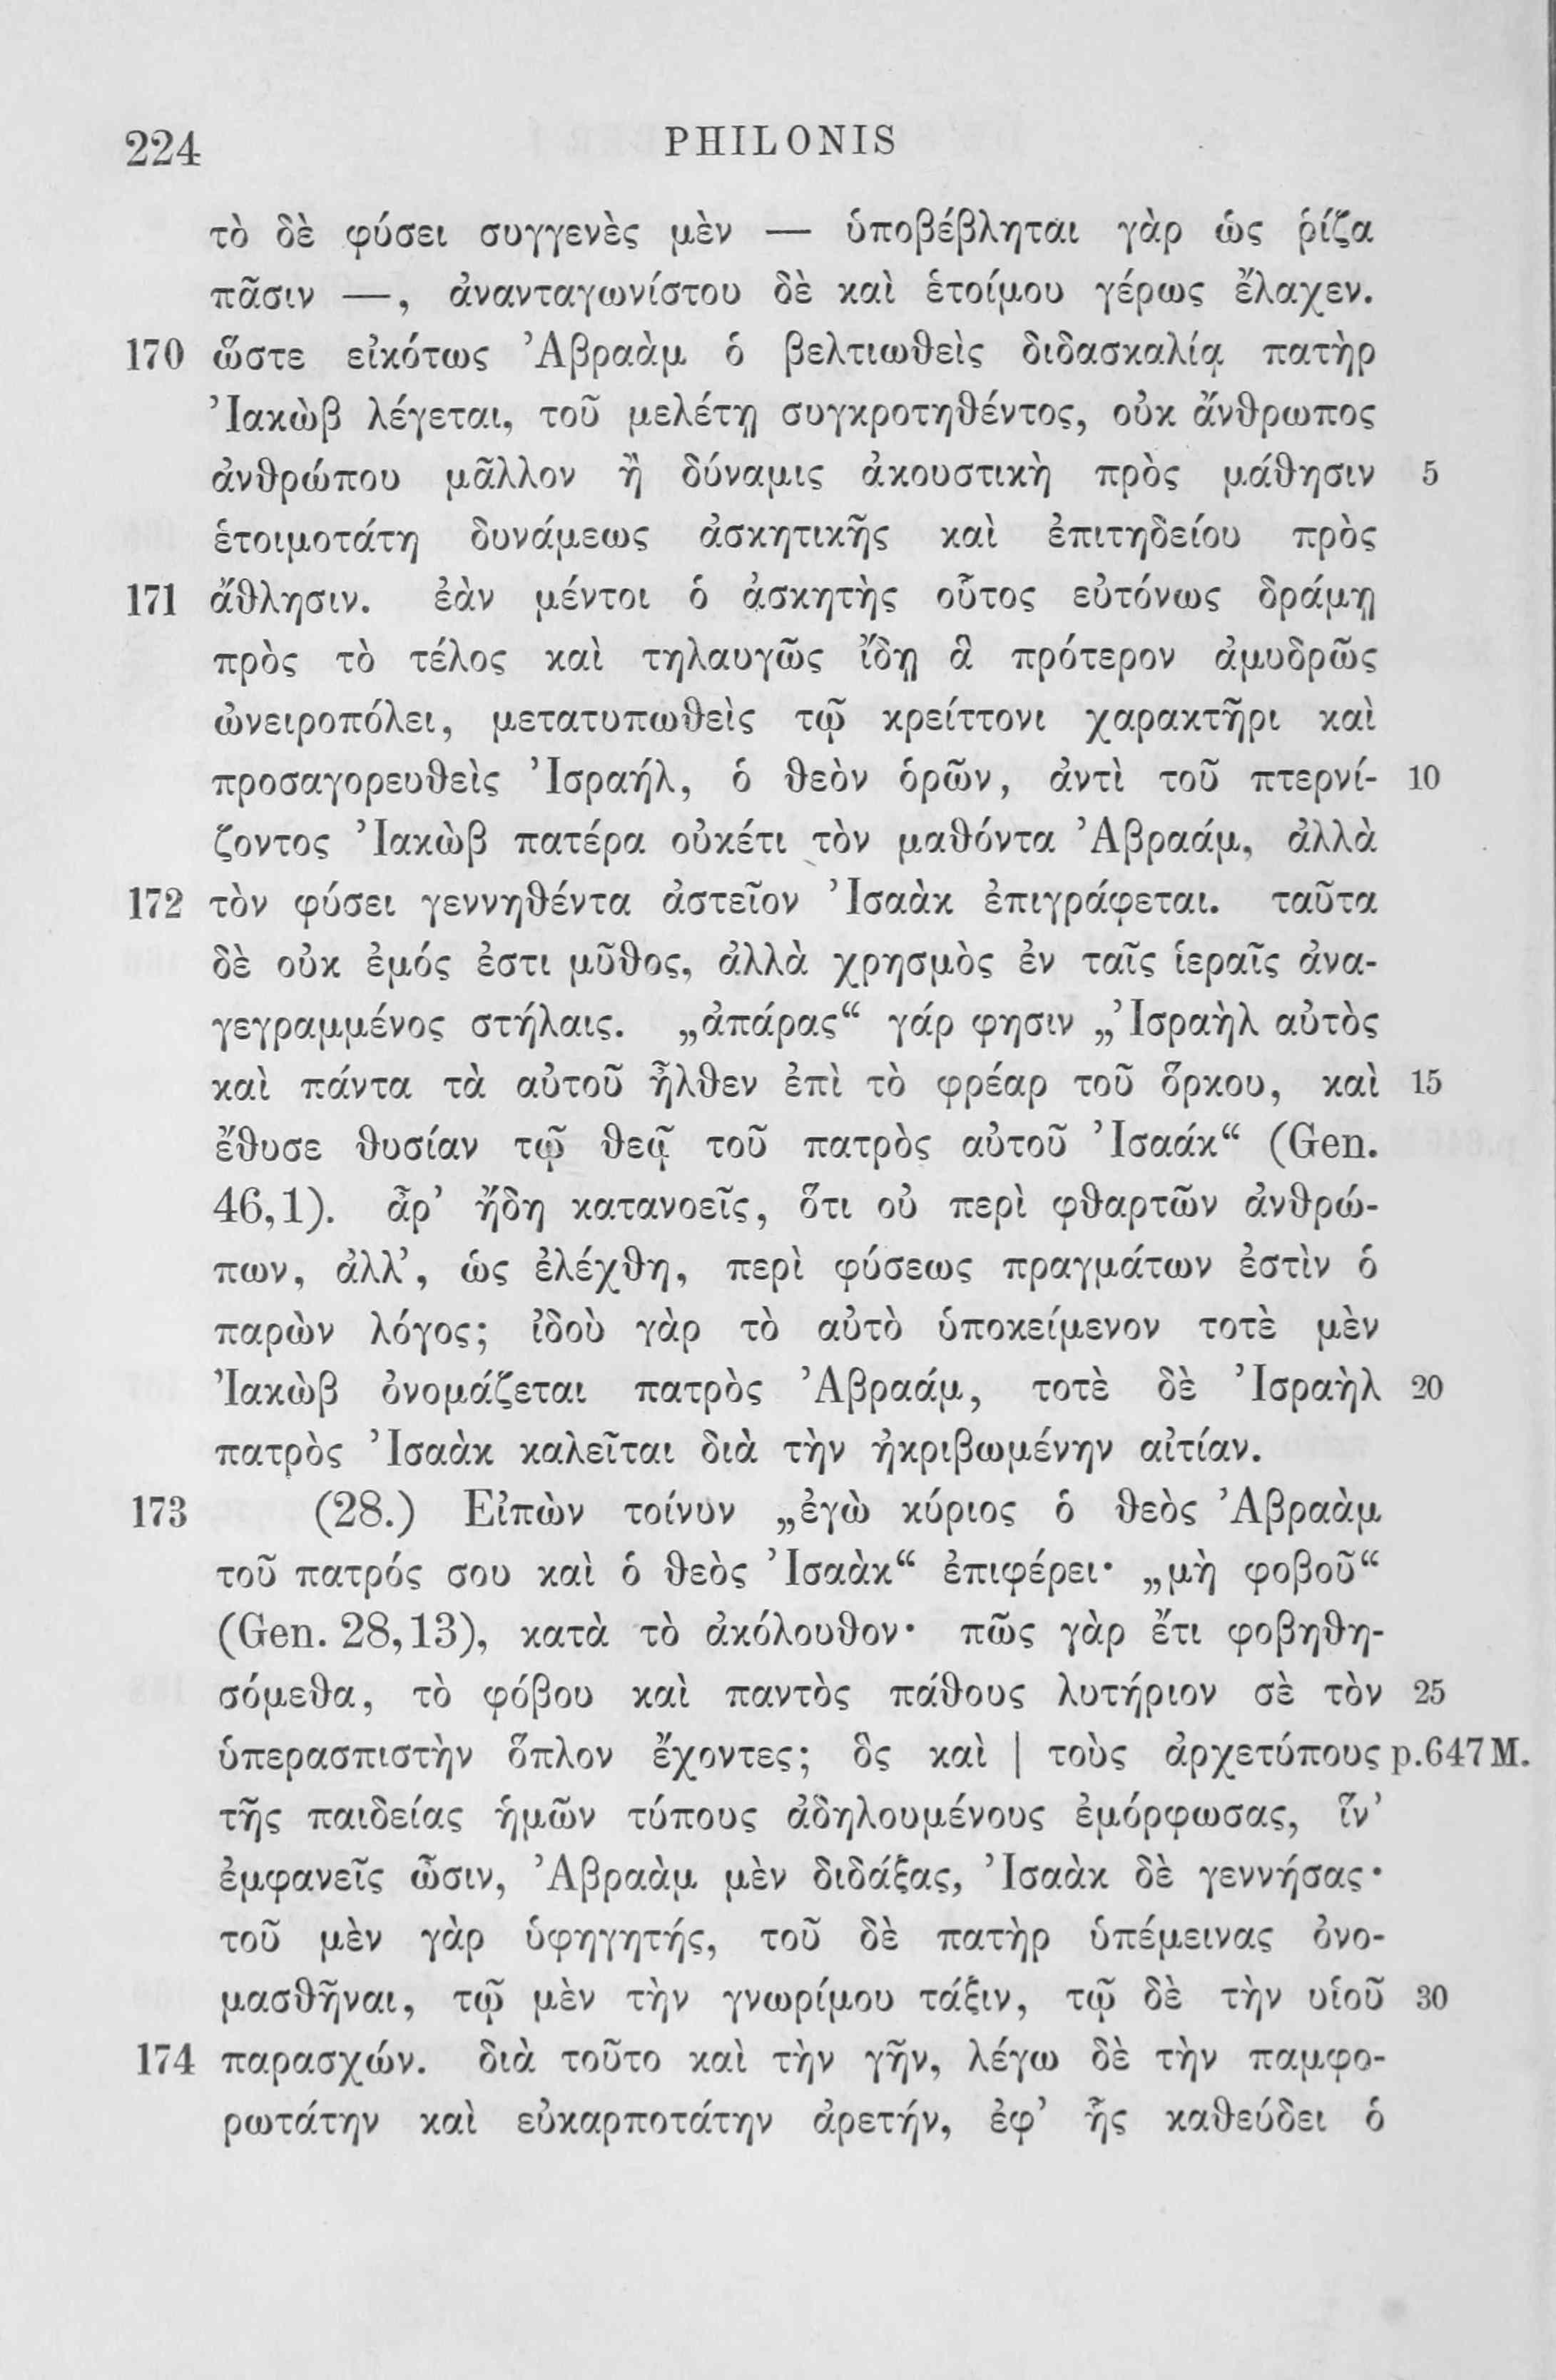 224 PHILONIS
τὸ δὲ φύσει συγγενὲς μὲν — ὑποβέβληται γὰρ ὡς ῥίζα
πᾶσιν —, ἀνανταγωνίστου δὲ καὶ ἑτοίμου γέρως ἔλαχεν.
170 ὥστε εἰκότως Ἀβραὰμ ὁ βελτιωθεὶς διδασκαλίᾳ πατὴρ
Ἰακὼβ λέγεται, τοῦ μελέτῃ συγκροτηθέντος, οὐκ ἄνθρωπος
ἀνθρώπου μᾶλλον ἢ δύναμις ἀκουστικὴ πρὸς μάθησιν 5
ἑτοιμοτάτη δυνάμεως ἀσκητικῆς καὶ ἐπιτηδείου πρὸς
171 ἄθλησιν. ἐὰν μέντοι ὁ ἀσκητὴς οὗτος εὐτόνως δράμῃ
πρὸς τὸ τέλος καὶ τηλαυγῶς ἴδῃ ἃ πρότερον ἀμυδρῶς
ὠνειροπόλει, μετατυπωθεὶς τῷ κρείττονι χαρακτῆρι καὶ
προσαγορευθεὶς Ἰσραήλ, ὁ θεὸν ὁρῶν, ἀντὶ τοῦ πτερνί- 10
ζοντος Ἰακὼβ πατέρα οὐκέτι τὸν μαθόντα Ἀβραάμ, ἀλλὰ
172 τὸν φύσει γεννηθέντα ἀστεῖον Ἰσαὰκ ἐπιγράφεται. ταῦτα
δὲ οὐκ ἐμός ἐστι μῦθος, ἀλλὰ χρησμὸς ἐν ταῖς ἱεραῖς ἀνα-
γεγραμμένος στήλαις. „ἀπάρας“ γάρ φησιν „Ἰσραὴλ αὐτὸς
καὶ πάντα τὰ αὐτοῦ ἦλθεν ἐπὶ τὸ φρέαρ τοῦ ὅρκου, καὶ 15
ἔθυσε θυσίαν τῷ θεῷ τοῦ πατρὸς αὐτοῦ Ἰσαάκ“ (Gen.
46,1). ἆρ’ ἤδη κατανοεῖς, ὅτι οὐ περὶ φθαρτῶν ἀνθρώ-
πων, ἀλλ’, ὡς ἐλέχθη, περὶ φύσεως πραγμάτων ἐστὶν ὁ
παρὼν λόγος; ἰδοὺ γὰρ τὸ αὐτὸ ὑποκείμενον τοτὲ μὲν
Ἰακὼβ ὀνομάζεται πατρὸς Ἀβραάμ, τοτὲ δὲ Ἰσραὴλ 20
πατρὸς Ἰσαὰκ καλεῖται διὰ τὴν ἠκριβωμένην αἰτίαν.
173 (28.) Εἰπὼν τοίνυν „ἐγὼ κύριος ὁ θεὸς Ἀβραὰμ
τοῦ πατρός σου καὶ ὁ θεὸς Ἰσαὰκ“ ἐπιφέρει· „μὴ φοβοῦ“
(Gen. 28,13), κατὰ τὸ ἀκόλουθον· πῶς γὰρ ἔτι φοβηθη-
σόμεθα, τὸ φόβου καὶ παντὸς πάθους λυτήριον σὲ τὸν 25
ὑπερασπιστὴν ὅπλον ἔχοντες; ὃς καὶ | τοὺς ἀρχετύπους p.647M.
τῆς παιδείας ἡμῶν τύπους ἀδηλουμένους ἐμόρφωσας, ἵν’
ἐμφανεῖς ὦσιν, Ἀβραὰμ μὲν διδάξας, Ἰσαὰκ δὲ γεννήσας·
τοῦ μὲν γὰρ ὑφηγητής, τοῦ δὲ πατὴρ ὑπέμεινας ὀνο-
μασθῆναι, τῷ μὲν τὴν γνωρίμου τάξιν, τῷ δὲ τὴν υἱοῦ 30
174 παρασχών. διὰ τοῦτο καὶ τὴν γῆν, λέγω δὲ τὴν παμφο-
ρωτάτην καὶ εὐκαρποτάτην ἀρετήν, ἐφ’ ἧς καθεύδει ὁ